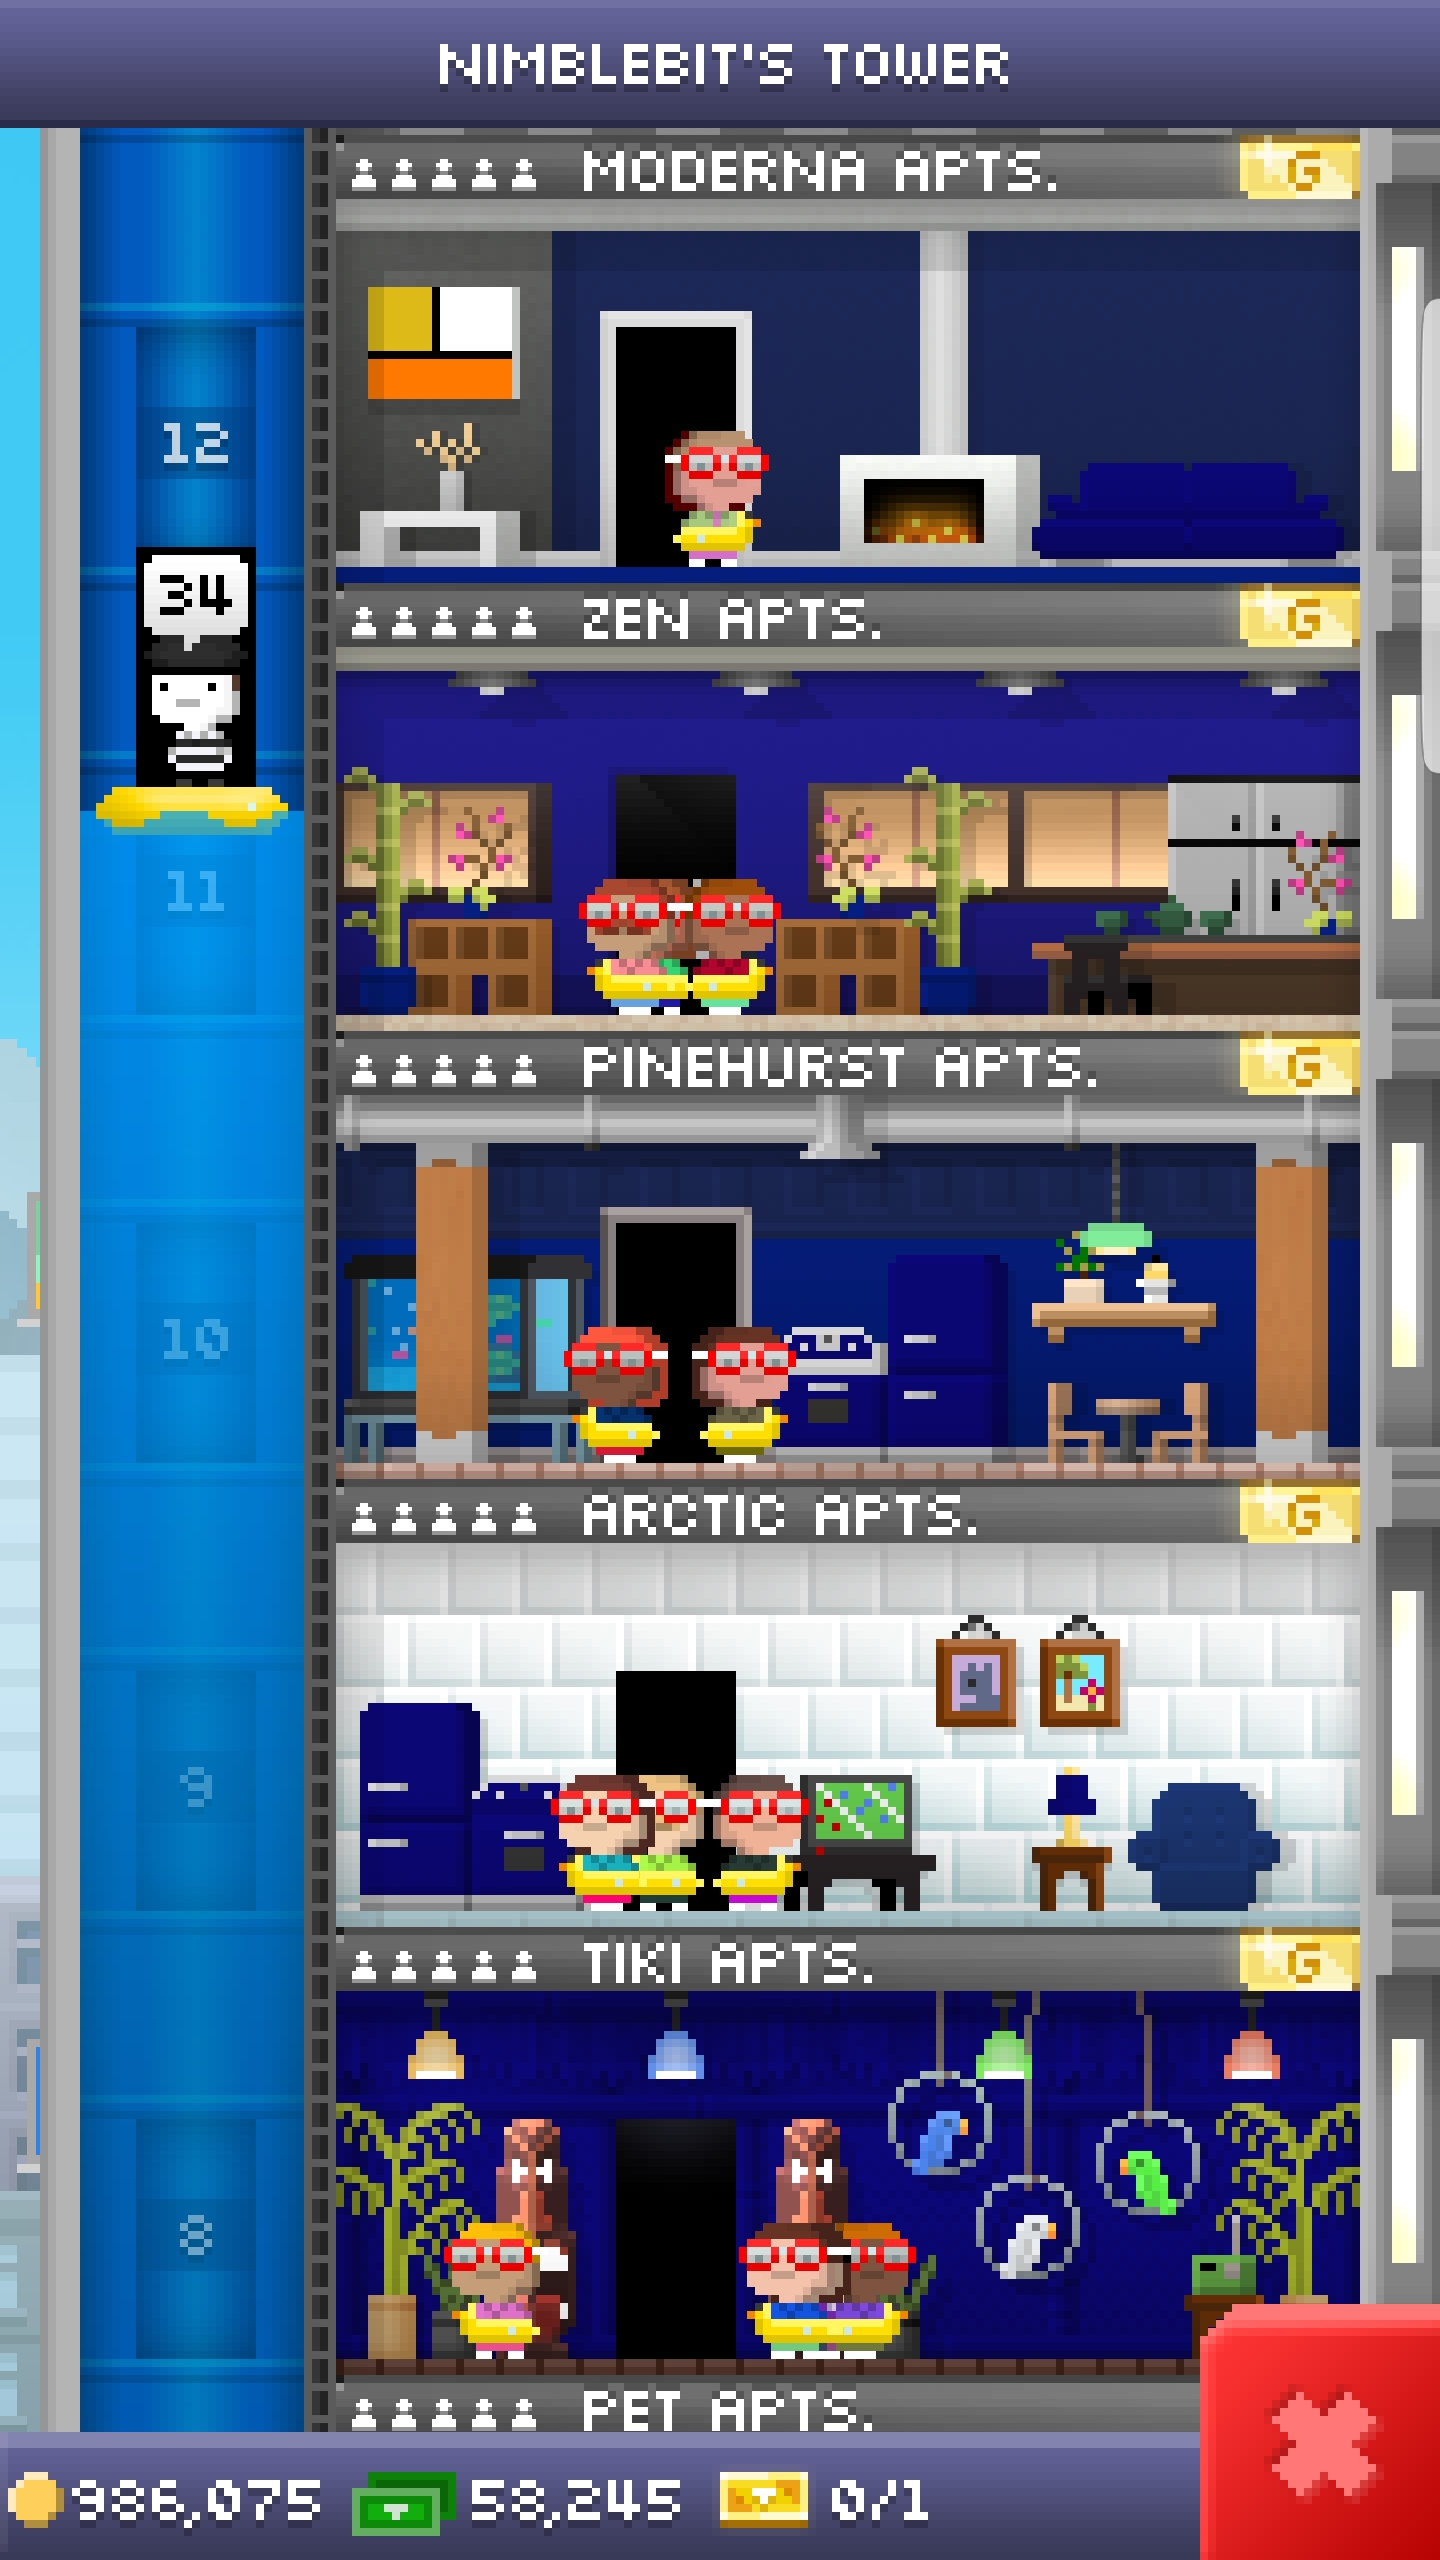 NIMBLEBIT'S TOWER
MODERNA APTS. G
12
34
ZEN APTS. G
11
PINEHURST APTS. G
10
ARCTIC APTS. G
9
TIKI APTS. G
8
PET APTS.
986,075 58,245 0/1